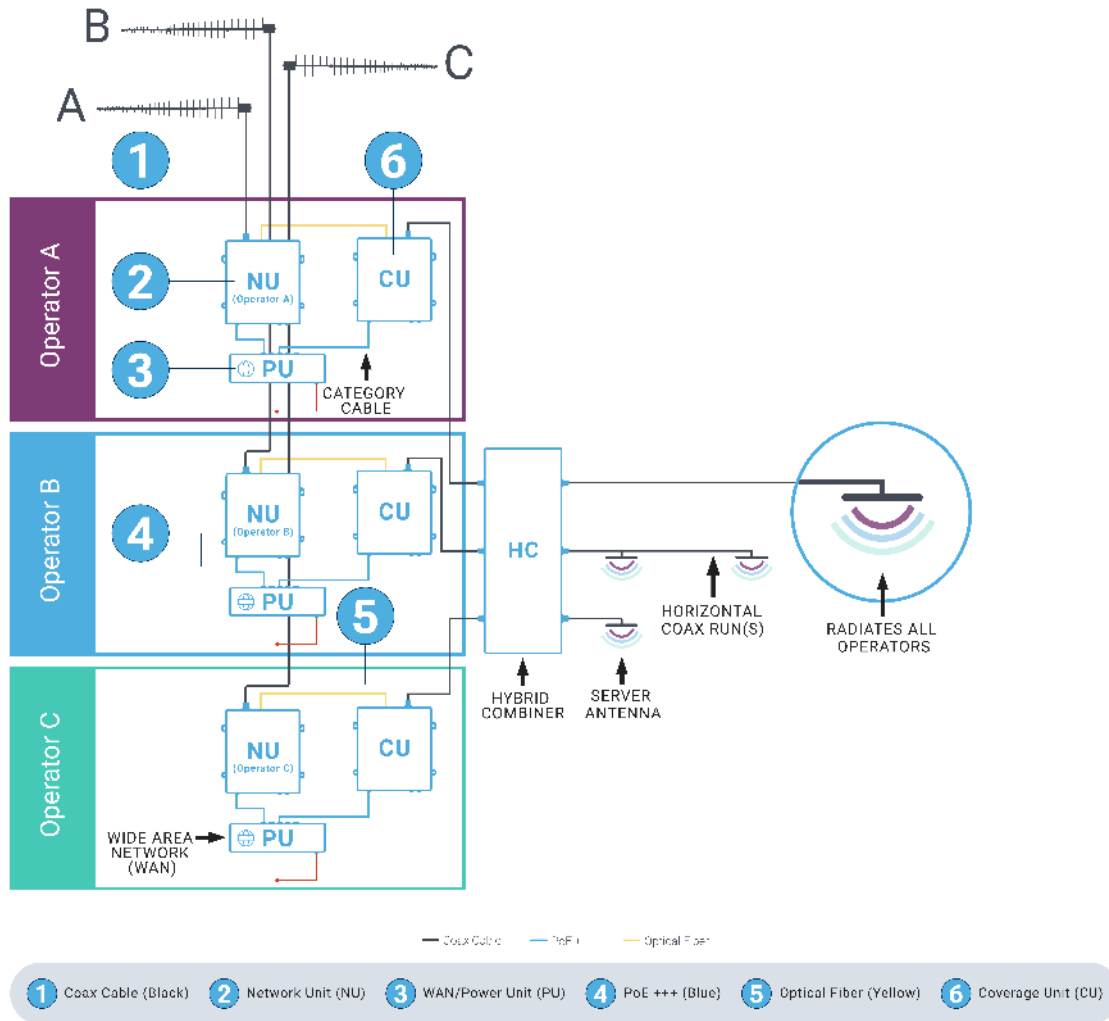 B
C
A
1
6
Operator A
2
NU
(Operator A)
CU
3
PU
CATEGORY
CABLE
Operator B
4
NU
(Operator B)
CU
PU
5
HC
HORIZONTAL
COAX RUN(S)
RADIATES ALL
OPERATORS
HYBRID
COMBINER
SERVER
ANTENNA
Operator C
NU
(Operator C)
CU
PU
WIDE AREA
NETWORK
(WAN)
Coax Cable
Optical Fiber
1 Coax Cable (Black) 2 Network Unit (NU) 3 WAN/Power Unit (PU) 4 PoE +++ (Blue) 5 Optical Fiber (Yellow) 6 Coverage Unit (CU)